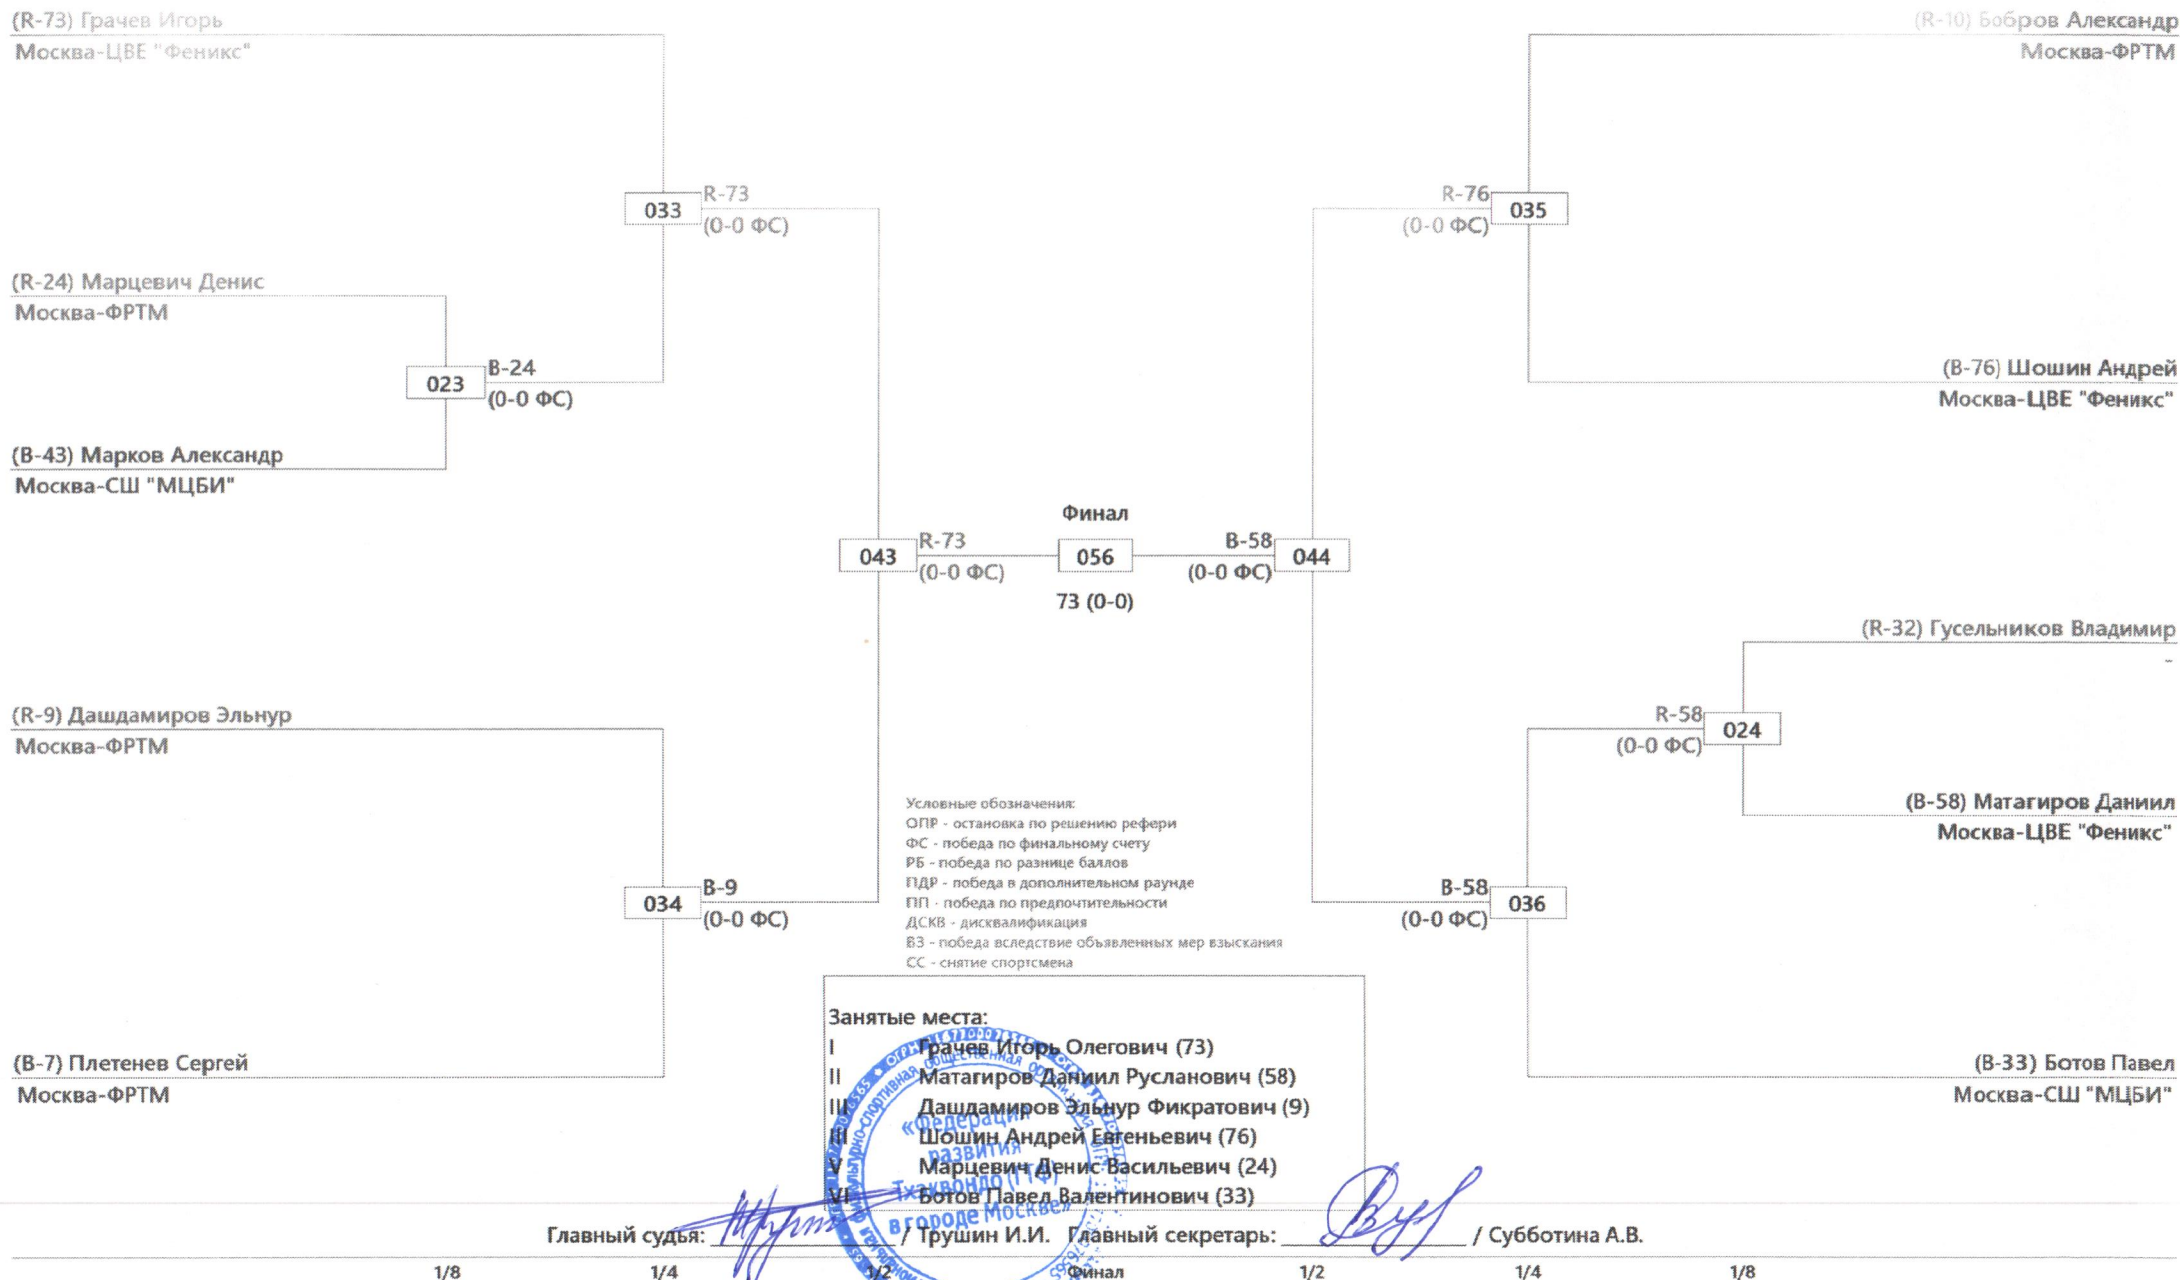 (R-73) Грачев Игорь
Москва-ЦВЕ "Феникс"
(R-10) Бобров Александр
Москва-ФРТМ
033
R-73
(0-0 ФС)
R-76
(0-0 ФС)
035
(R-24) Марцевич Денис
Москва-ФРТМ
023
B-24
(0-0 ФС)
(B-76) Шошин Андрей
Москва-ЦВЕ "Феникс"
(B-43) Марков Александр
Москва-СШ "МЦБИ"
Финал
043
R-73
(0-0 ФС)
056
B-58
(0-0 ФС)
044
73 (0-0)
(R-32) Гусельников Владимир
-
(R-9) Дашдамиров Эльнур
Москва-ФРТМ
R-58
(0-0 ФС)
024
(B-58) Матагиров Даниил
Москва-ЦВЕ "Феникс"
Условные обозначения:
ОПР - остановка по решению рефери
ФС - победа по финальному счету
РБ - победа по разнице баллов
ПДР - победа в дополнительном раунде
ПП - победа по предпочтительности
ДСКВ - дисквалификация
ВЗ - победа вследствие объявленных мер взыскания
СС - снятие спортсмена
034
B-9
(0-0 ФС)
B-58
(0-0 ФС)
036
(B-7) Плетенев Сергей
Москва-ФРТМ
(B-33) Ботов Павел
Москва-СШ "МЦБИ"
Занятые места:
I Грачев Игорь Олегович (73)
II Матагиров Даниил Русланович (58)
III Дашдамиров Эльнур Фикратович (9)
III Шошин Андрей Евгеньевич (76)
V Марцевич Денис Васильевич (24)
VI Ботов Павел Валентинович (33)
«Федерация
развития
Тхаквондо (ГТФ)
в городе Москве»
Главный судья: / Трушин И.И. Главный секретарь: / Субботина А.В.
1/8 1/4 1/2 Финал 1/2 1/4 1/8